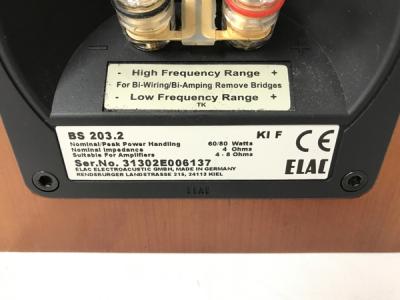 - High Frequency Range +
For Bi-Wiring/Bi-Amping Remove Bridges
- Low Frequency Range +
TK
BS 203.2 KI F CE
Nominal/Peak Power Handling 60/80 Watts
Nominal Impedance 4 Ohms
Suitable For Amplifiers 4 - 8 Ohms
Ser.No. 31302E006137
ELAC
ELAC ELECTROACUSTIC GMBH, MADE IN GERMANY
RENDSBURGER LANDSTRASSE 215, 24113 KIEL